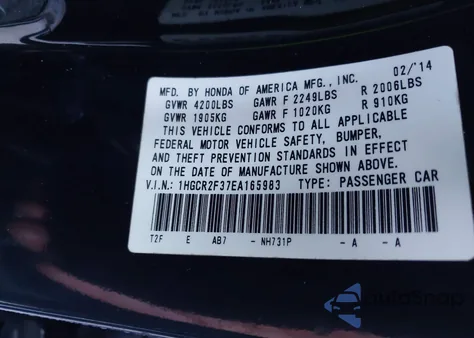 MFD. BY HONDA OF AMERICA MFG., INC. 02/'14
GVWR 4200LBS GAWR F 2249LBS R 2006LBS
GVWR 1905KG GAWR F 1020KG R 910KG
THIS VEHICLE CONFORMS TO ALL APPLICABLE
FEDERAL MOTOR VEHICLE SAFETY, BUMPER,
AND THEFT PREVENTION STANDARDS IN EFFECT
ON THE DATE OF MANUFACTURE SHOWN ABOVE.
V.I.N.: 1HGCR2F37EA165983 TYPE: PASSENGER CAR
T2F E AB7 - NH731P - A - A
AutoSnap